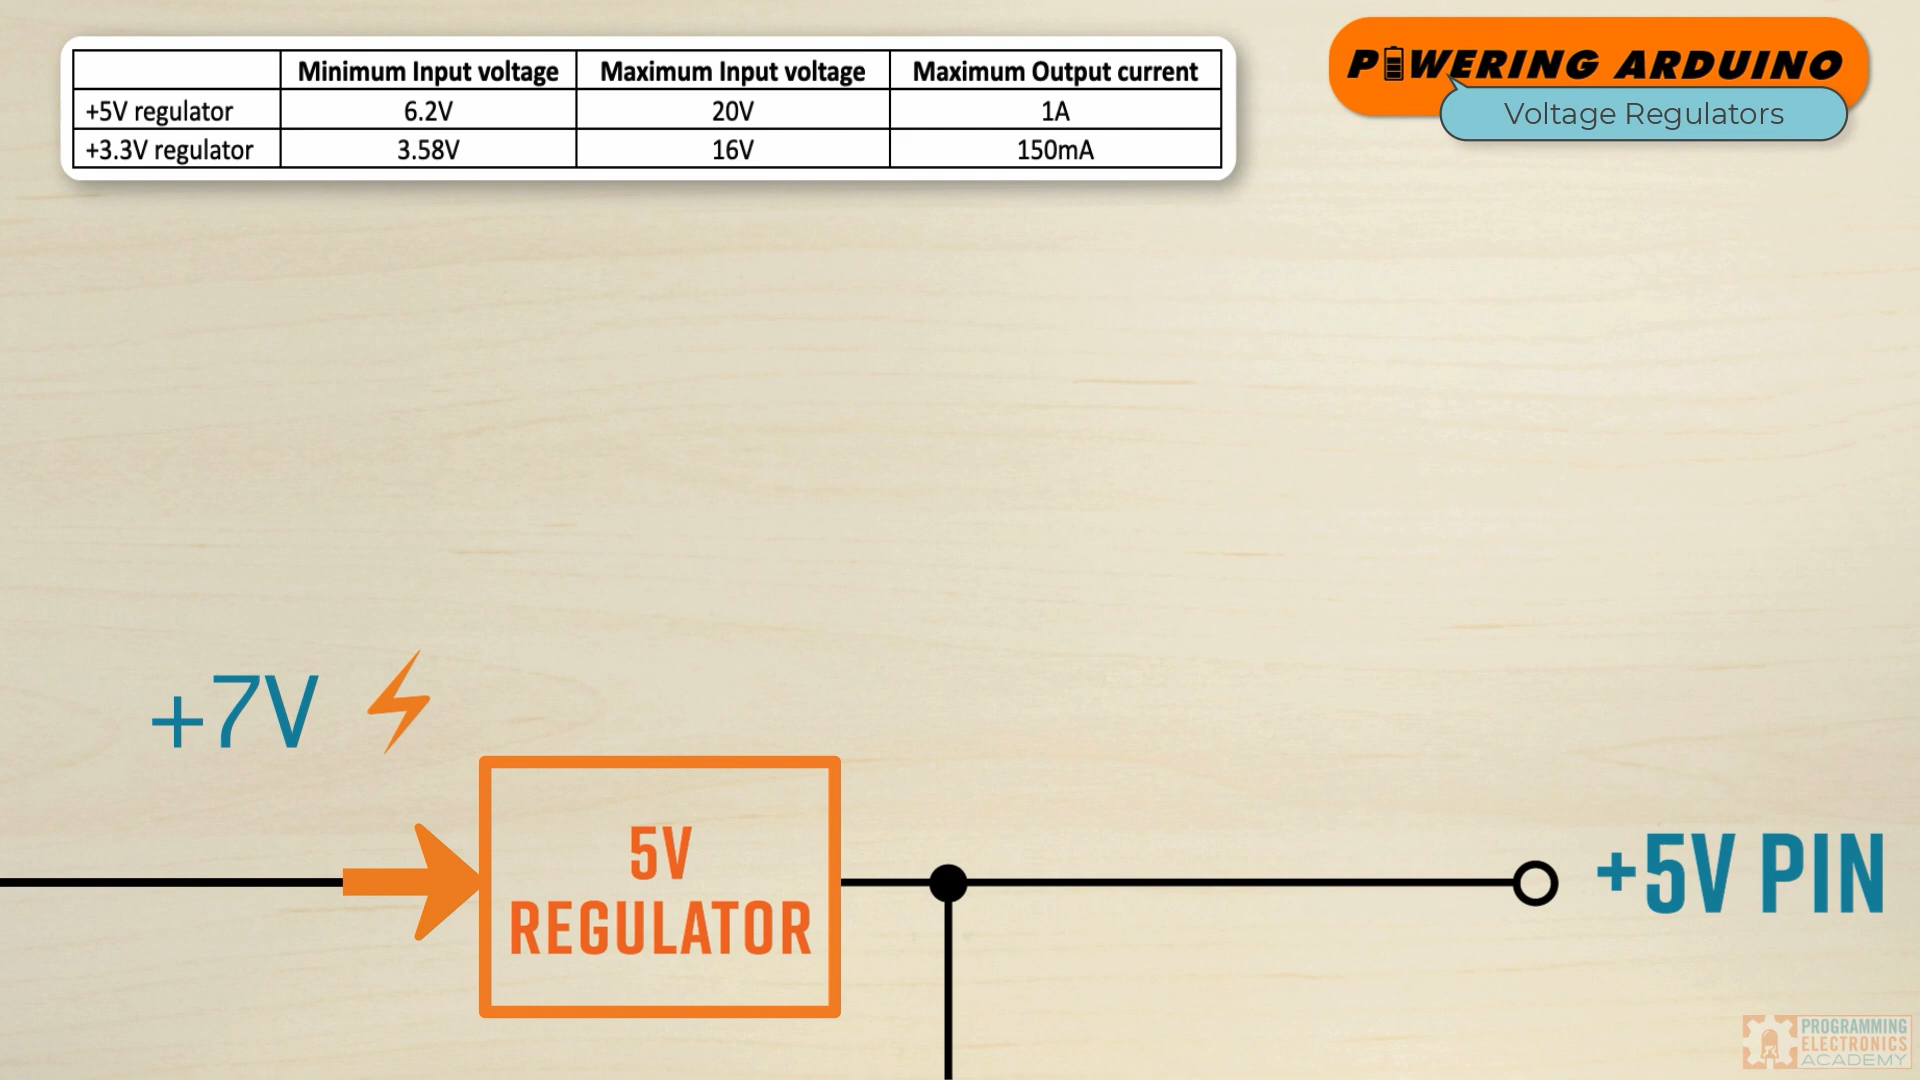 Minimum Input voltage Maximum Input voltage Maximum Output current
+5V regulator 6.2V 20V 1A
+3.3V regulator 3.58V 16V 150mA
POWERING ARDUINO
Voltage Regulators
+7V
5V
REGULATOR
+5V PIN
PROGRAMMING
ELECTRONICS
ACADEMY